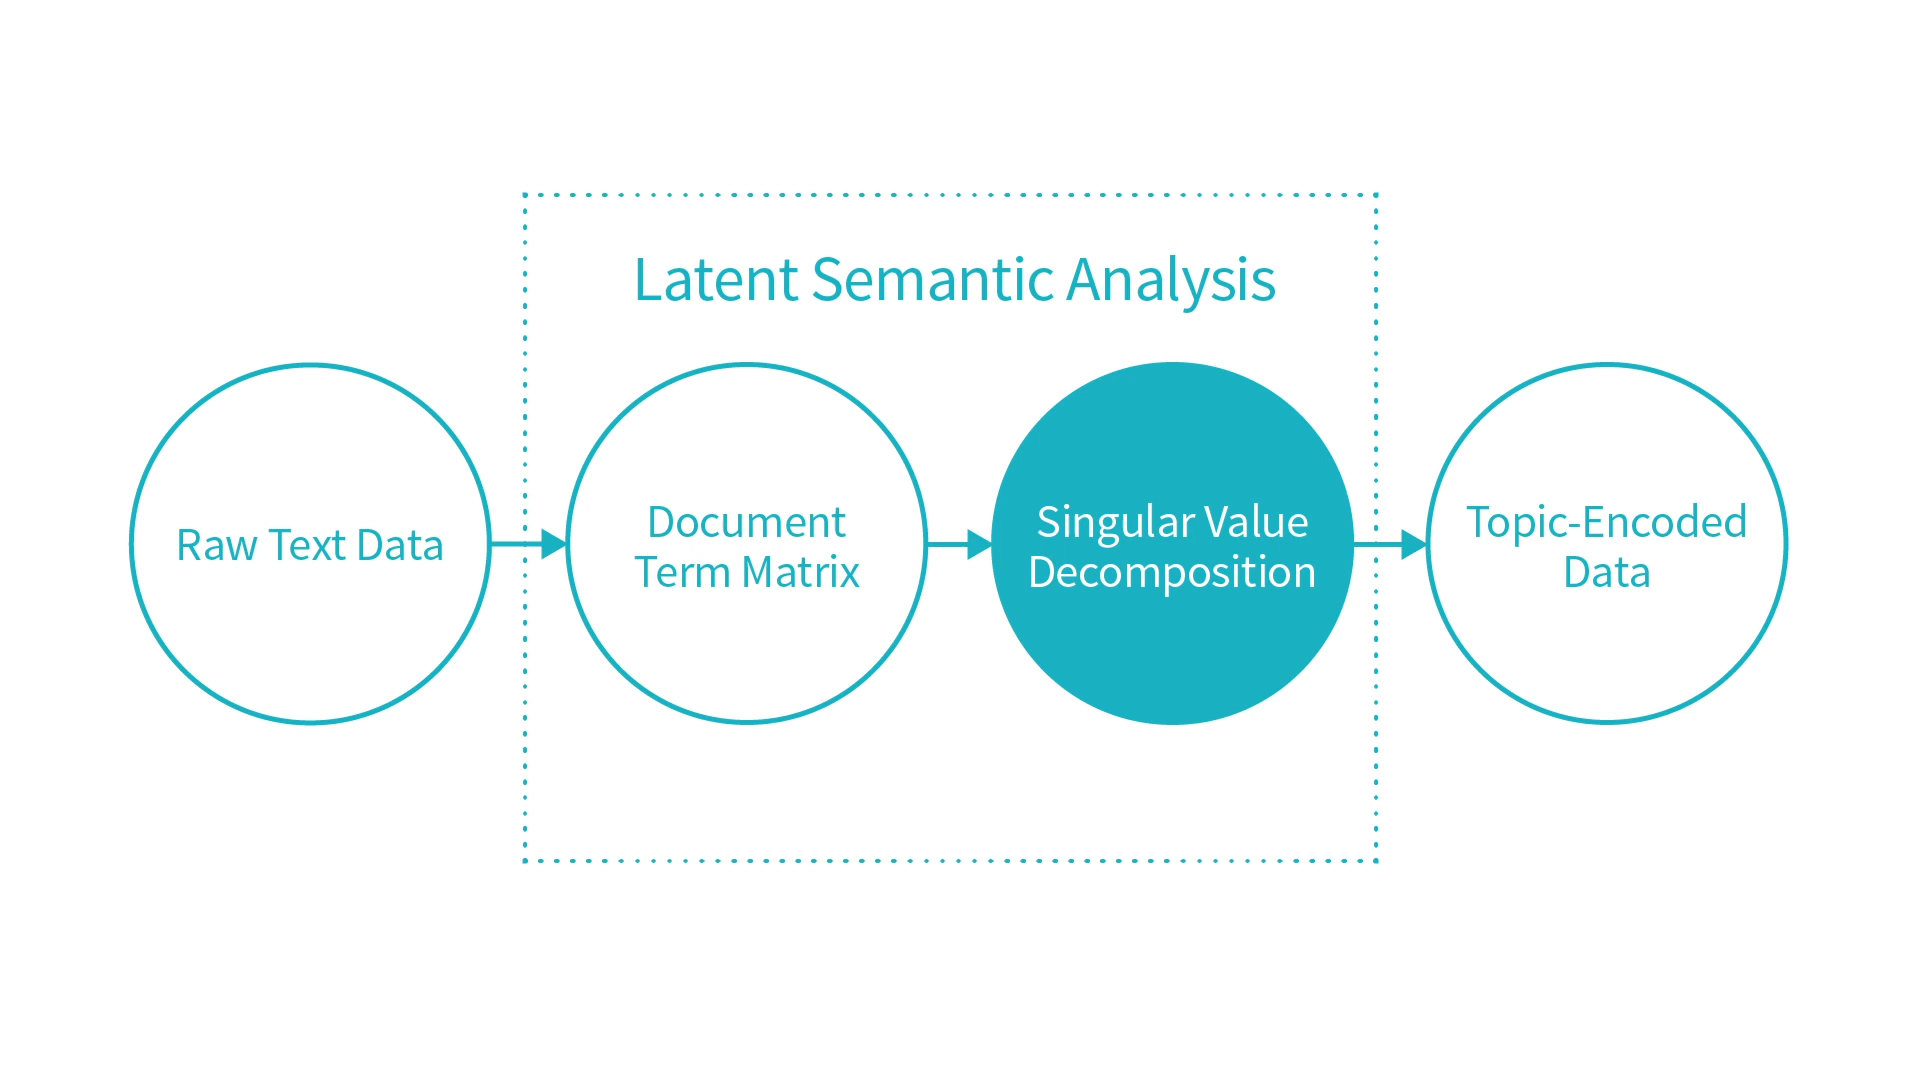 Latent Semantic Analysis
Raw Text Data
Document
Term Matrix
Singular Value
Decomposition
Topic-Encoded
Data